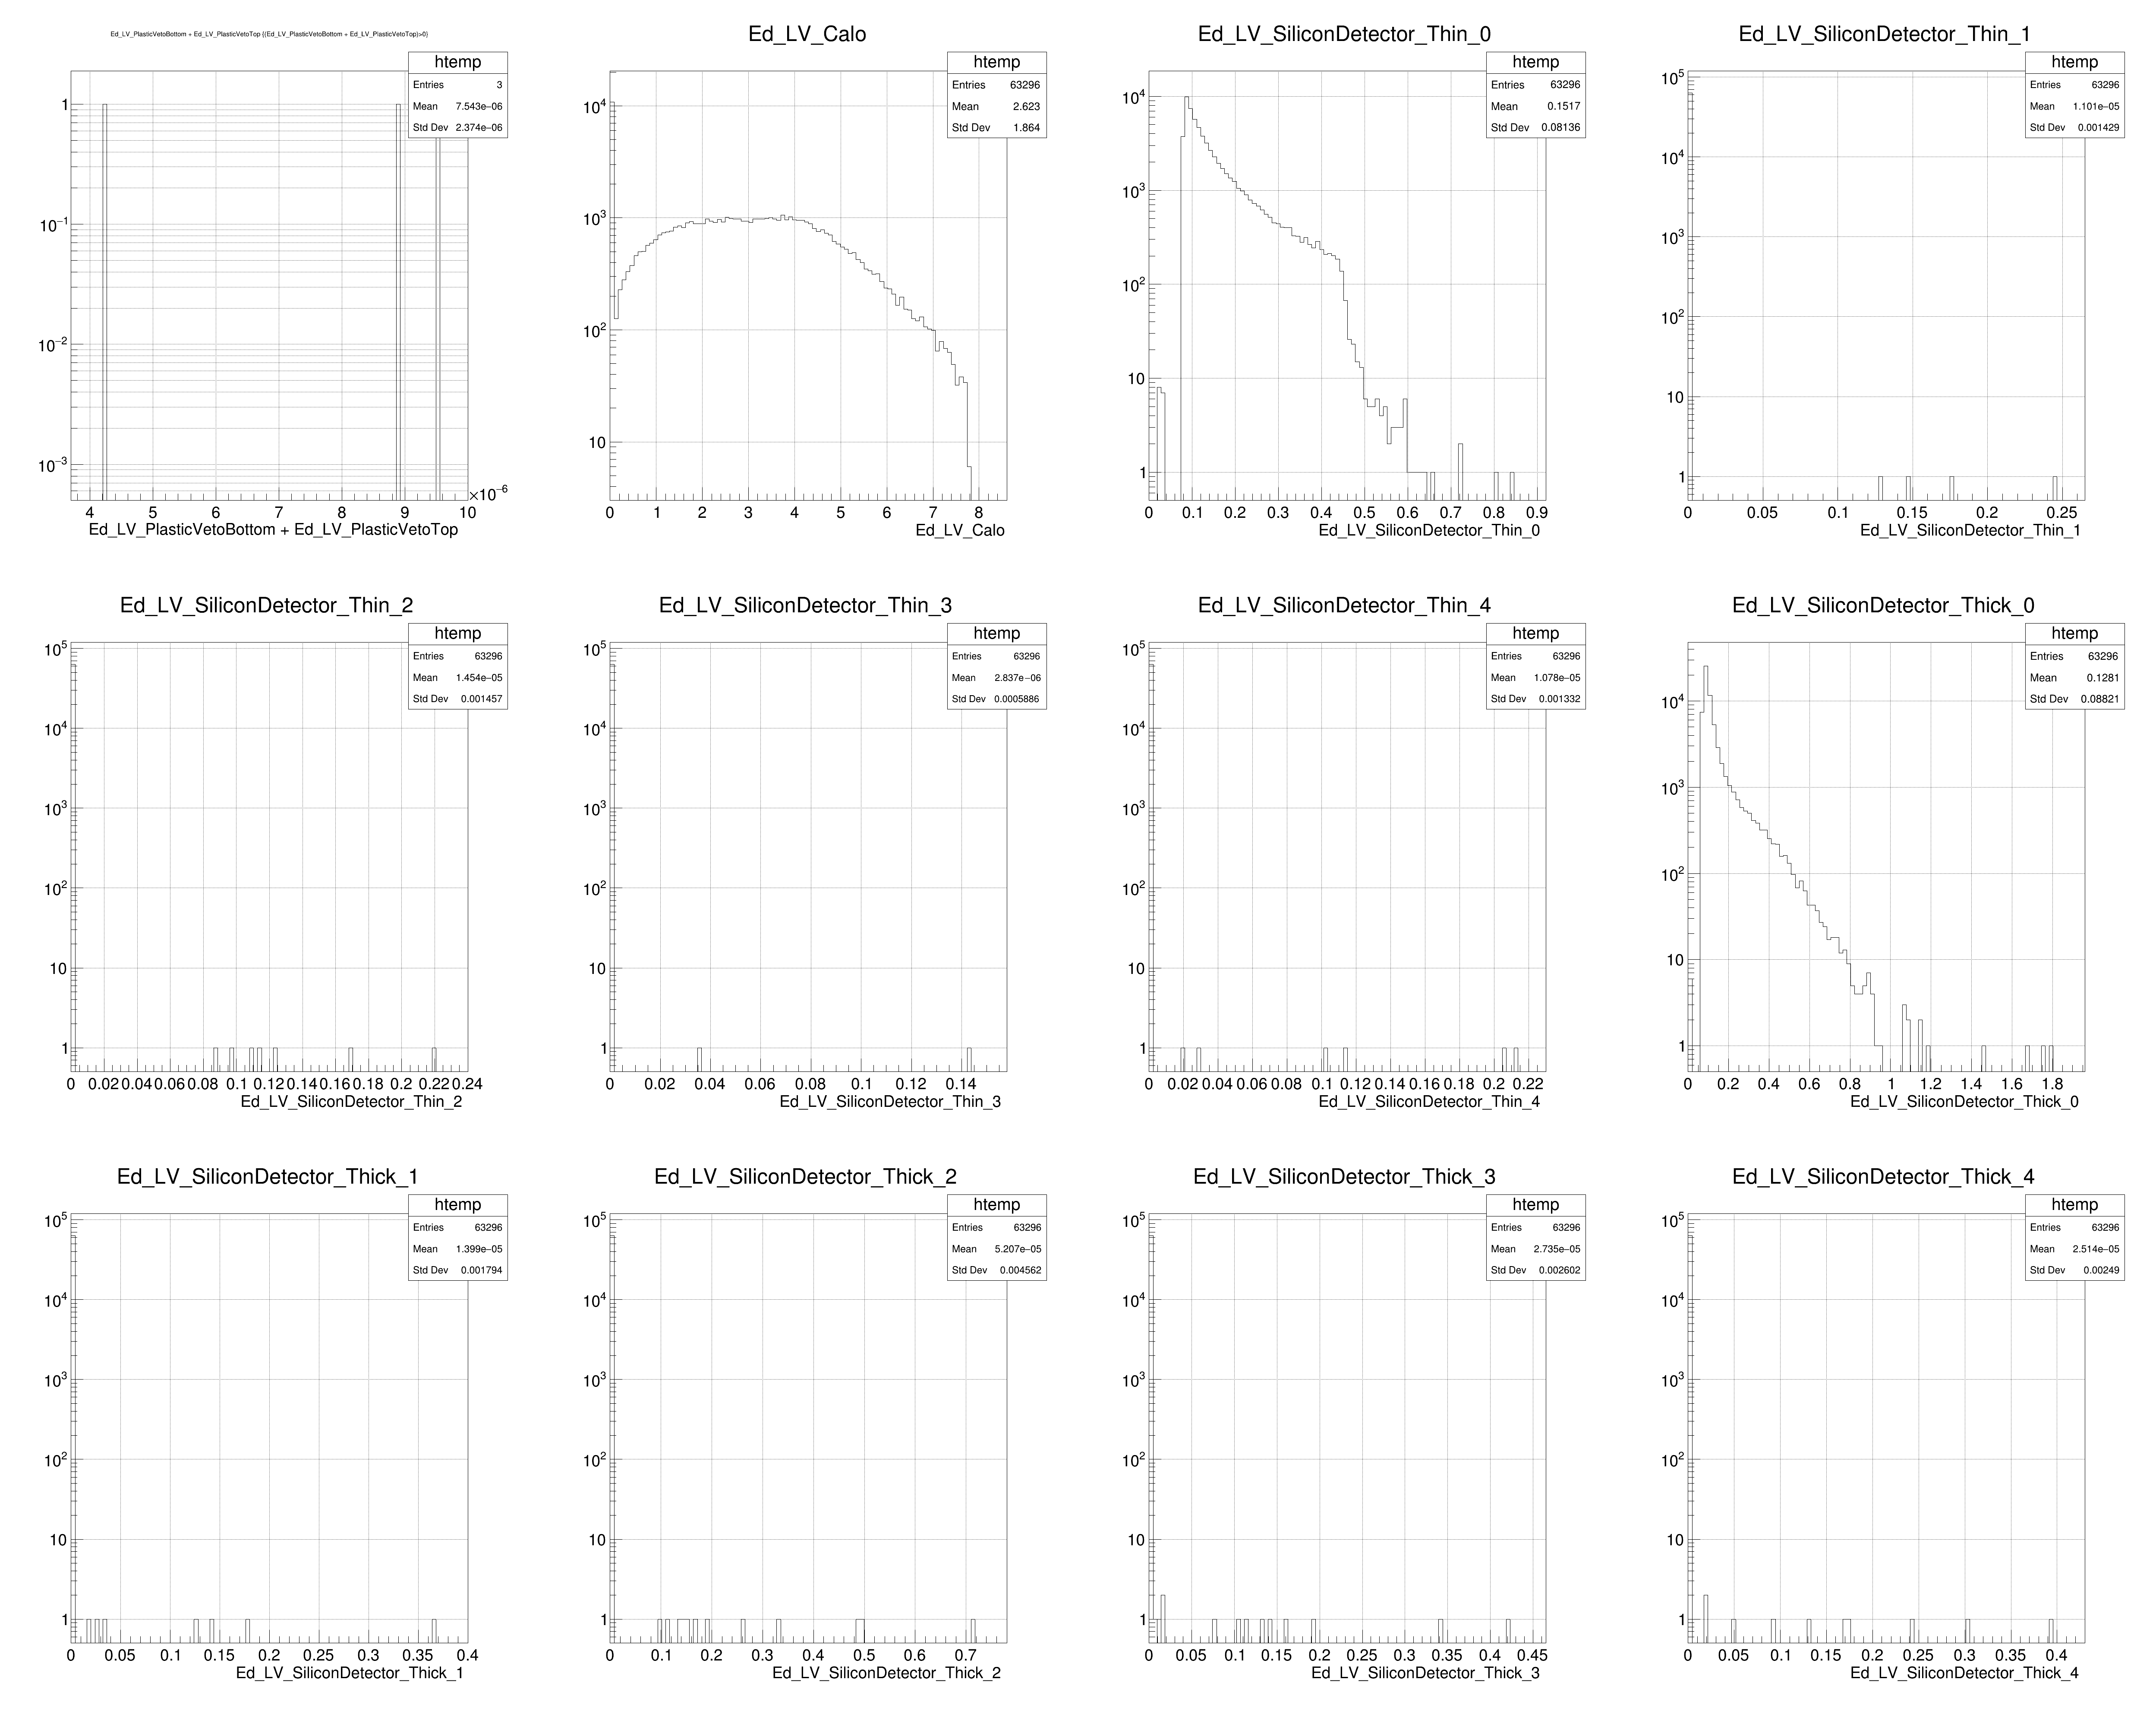 Ed_LV_PlasticVetoBottom + Ed_LV_PlasticVetoTop {(Ed_LV_PlasticVetoBottom + Ed_LV_PlasticVetoTop)>0}
htemp
Entries 3
Mean 7.543e−06
Std Dev 2.374e−06
1
10−1
10−2
10−3
4 5 6 7 8 9 10
×10−6
Ed_LV_PlasticVetoBottom + Ed_LV_PlasticVetoTop
Ed_LV_Calo
htemp
Entries 63296
Mean 2.623
Std Dev 1.864
104
103
102
10
0 1 2 3 4 5 6 7 8
Ed_LV_Calo
Ed_LV_SiliconDetector_Thin_0
htemp
Entries 63296
Mean 0.1517
Std Dev 0.08136
104
103
102
10
1
0 0.1 0.2 0.3 0.4 0.5 0.6 0.7 0.8 0.9
Ed_LV_SiliconDetector_Thin_0
Ed_LV_SiliconDetector_Thin_1
htemp
Entries 63296
Mean 1.101e−05
Std Dev 0.001429
105
104
103
102
10
1
0 0.05 0.1 0.15 0.2 0.25
Ed_LV_SiliconDetector_Thin_1
Ed_LV_SiliconDetector_Thin_2
htemp
Entries 63296
Mean 1.454e−05
Std Dev 0.001457
105
104
103
102
10
1
0 0.02 0.04 0.06 0.08 0.1 0.12 0.14 0.16 0.18 0.2 0.22 0.24
Ed_LV_SiliconDetector_Thin_2
Ed_LV_SiliconDetector_Thin_3
htemp
Entries 63296
Mean 2.837e−06
Std Dev 0.0005886
105
104
103
102
10
1
0 0.02 0.04 0.06 0.08 0.1 0.12 0.14
Ed_LV_SiliconDetector_Thin_3
Ed_LV_SiliconDetector_Thin_4
htemp
Entries 63296
Mean 1.078e−05
Std Dev 0.001332
105
104
103
102
10
1
0 0.02 0.04 0.06 0.08 0.1 0.12 0.14 0.16 0.18 0.2 0.22
Ed_LV_SiliconDetector_Thin_4
Ed_LV_SiliconDetector_Thick_0
htemp
Entries 63296
Mean 0.1281
Std Dev 0.08821
104
103
102
10
1
0 0.2 0.4 0.6 0.8 1 1.2 1.4 1.6 1.8
Ed_LV_SiliconDetector_Thick_0
Ed_LV_SiliconDetector_Thick_1
htemp
Entries 63296
Mean 1.399e−05
Std Dev 0.001794
105
104
103
102
10
1
0 0.05 0.1 0.15 0.2 0.25 0.3 0.35 0.4
Ed_LV_SiliconDetector_Thick_1
Ed_LV_SiliconDetector_Thick_2
htemp
Entries 63296
Mean 5.207e−05
Std Dev 0.004562
105
104
103
102
10
1
0 0.1 0.2 0.3 0.4 0.5 0.6 0.7
Ed_LV_SiliconDetector_Thick_2
Ed_LV_SiliconDetector_Thick_3
htemp
Entries 63296
Mean 2.735e−05
Std Dev 0.002602
105
104
103
102
10
1
0 0.05 0.1 0.15 0.2 0.25 0.3 0.35 0.4 0.45
Ed_LV_SiliconDetector_Thick_3
Ed_LV_SiliconDetector_Thick_4
htemp
Entries 63296
Mean 2.514e−05
Std Dev 0.00249
105
104
103
102
10
1
0 0.05 0.1 0.15 0.2 0.25 0.3 0.35 0.4
Ed_LV_SiliconDetector_Thick_4